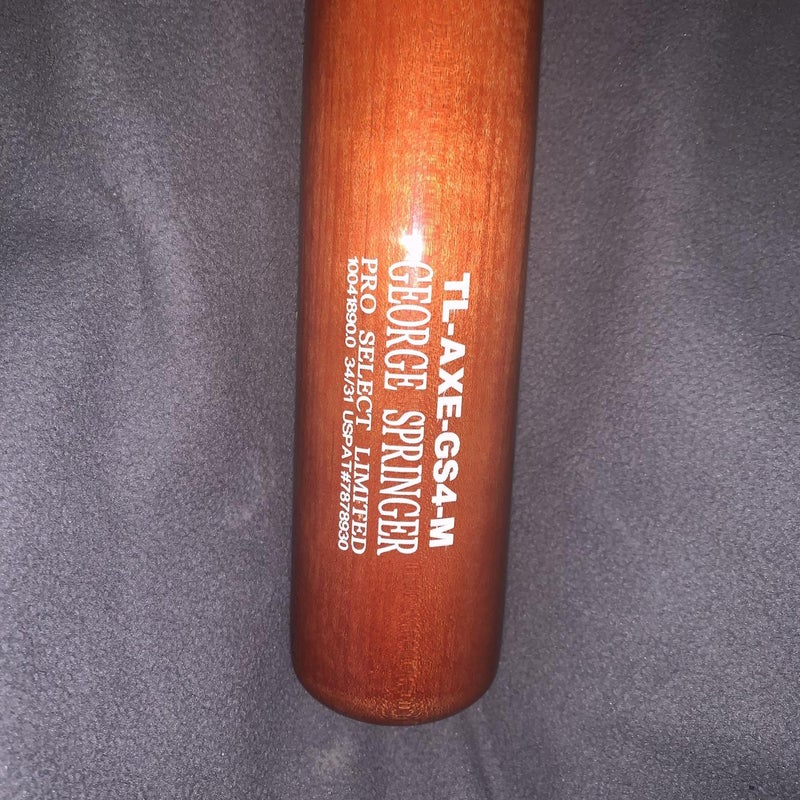 TL-AXE-GS4-M
GEORGE SPRINGER
PRO SELECT LIMITED
10041890.0 34/31 USPAT#7878930